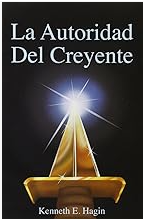 La Autoridad
Del Creyente
Kenneth E. Hagin